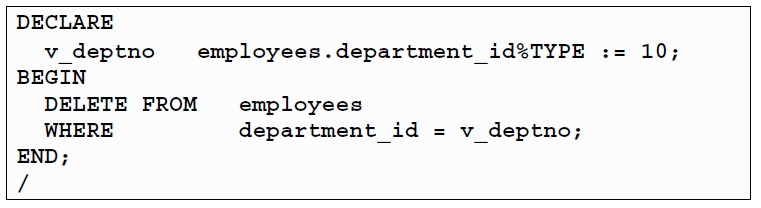 DECLARE
  v_deptno   employees.department_id%TYPE := 10;
BEGIN
  DELETE FROM   employees
  WHERE         department_id = v_deptno;
END;
/